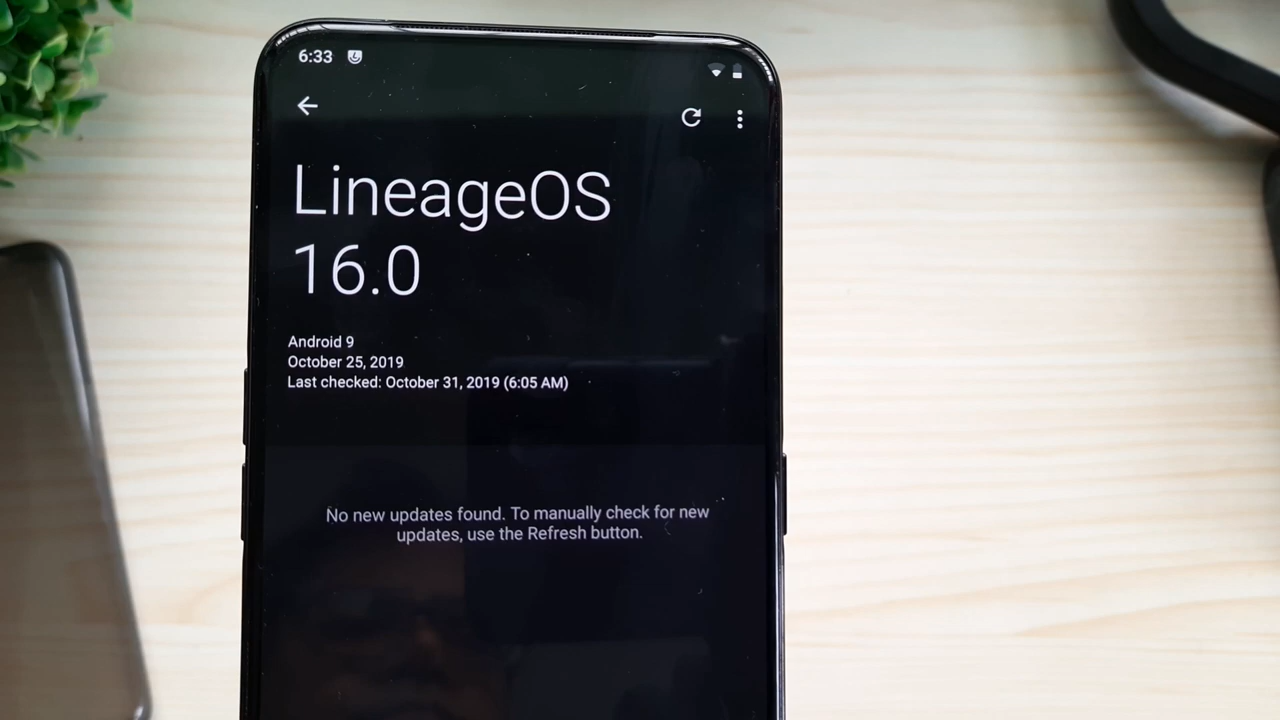 6:33
LineageOS
16.0
Android 9
October 25, 2019
Last checked: October 31, 2019 (6:05 AM)
No new updates found. To manually check for new
updates, use the Refresh button.